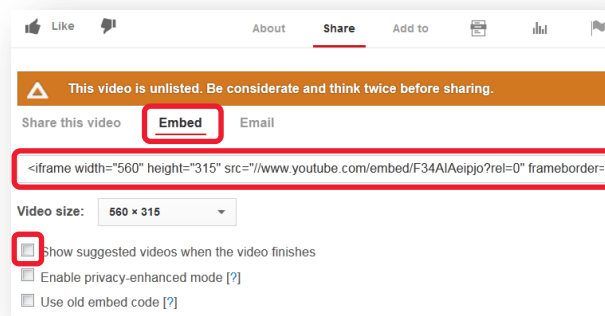 Like About Share Add to
This video is unlisted. Be considerate and think twice before sharing.
Share this video Embed Email
<iframe width="560" height="315" src="//www.youtube.com/embed/F34AlAeipjo?rel=0" frameborder=
Video size: 560 × 315
Show suggested videos when the video finishes
Enable privacy-enhanced mode [?]
Use old embed code [?]